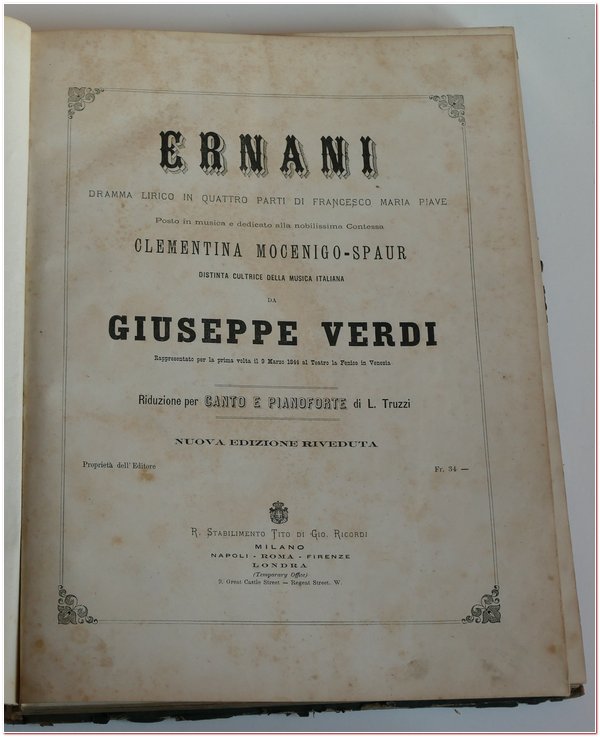 ERNANI
DRAMMA LIRICO IN QUATTRO PARTI DI FRANCESCO MARIA PIAVE
Posto in musica e dedicato alla nobilissima Contessa
CLEMENTINA MOCENIGO-SPAUR
DISTINTA CULTRICE DELLA MUSICA ITALIANA
DA
GIUSEPPE VERDI
Rappresentato per la prima volta il 9 Marzo 1844 al Teatro la Fenice in Venezia
Riduzione per CANTO E PIANOFORTE di L. Truzzi
NUOVA EDIZIONE RIVEDUTA
Proprietà dell'Editore Fr. 34 —
R. STABILIMENTO TITO DI GIO. RICORDI
MILANO
NAPOLI - ROMA - FIRENZE
LONDRA
(Temporary Office)
9, Great Castle Street — Regent Street. W.